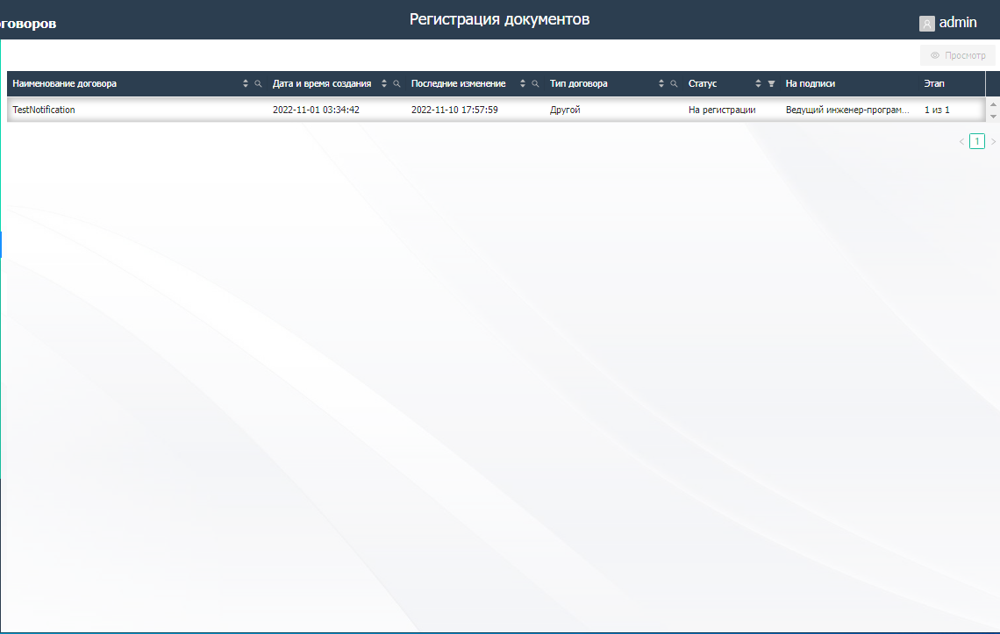 Регистрация документов
говоров
admin
Просмотр
Наименование договора Дата и время создания Последние изменение Тип договора Статус На подписи Этап
TestNotification 2022-11-01 03:34:42 2022-11-10 17:57:59 Другой На регистрации Ведущий инженер-програм... 1 из 1
< 1 >